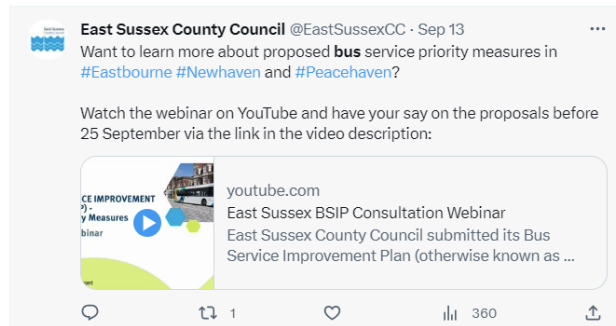 East Sussex County Council @EastSussexCC · Sep 13
Want to learn more about proposed bus service priority measures in
#Eastbourne #Newhaven and #Peacehaven?
Watch the webinar on YouTube and have your say on the proposals before
25 September via the link in the video description:
CE IMPROVEMENT
P) -
y Measures
binar
youtube.com
East Sussex BSIP Consultation Webinar
East Sussex County Council submitted its Bus
Service Improvement Plan (otherwise known as ...
1
360